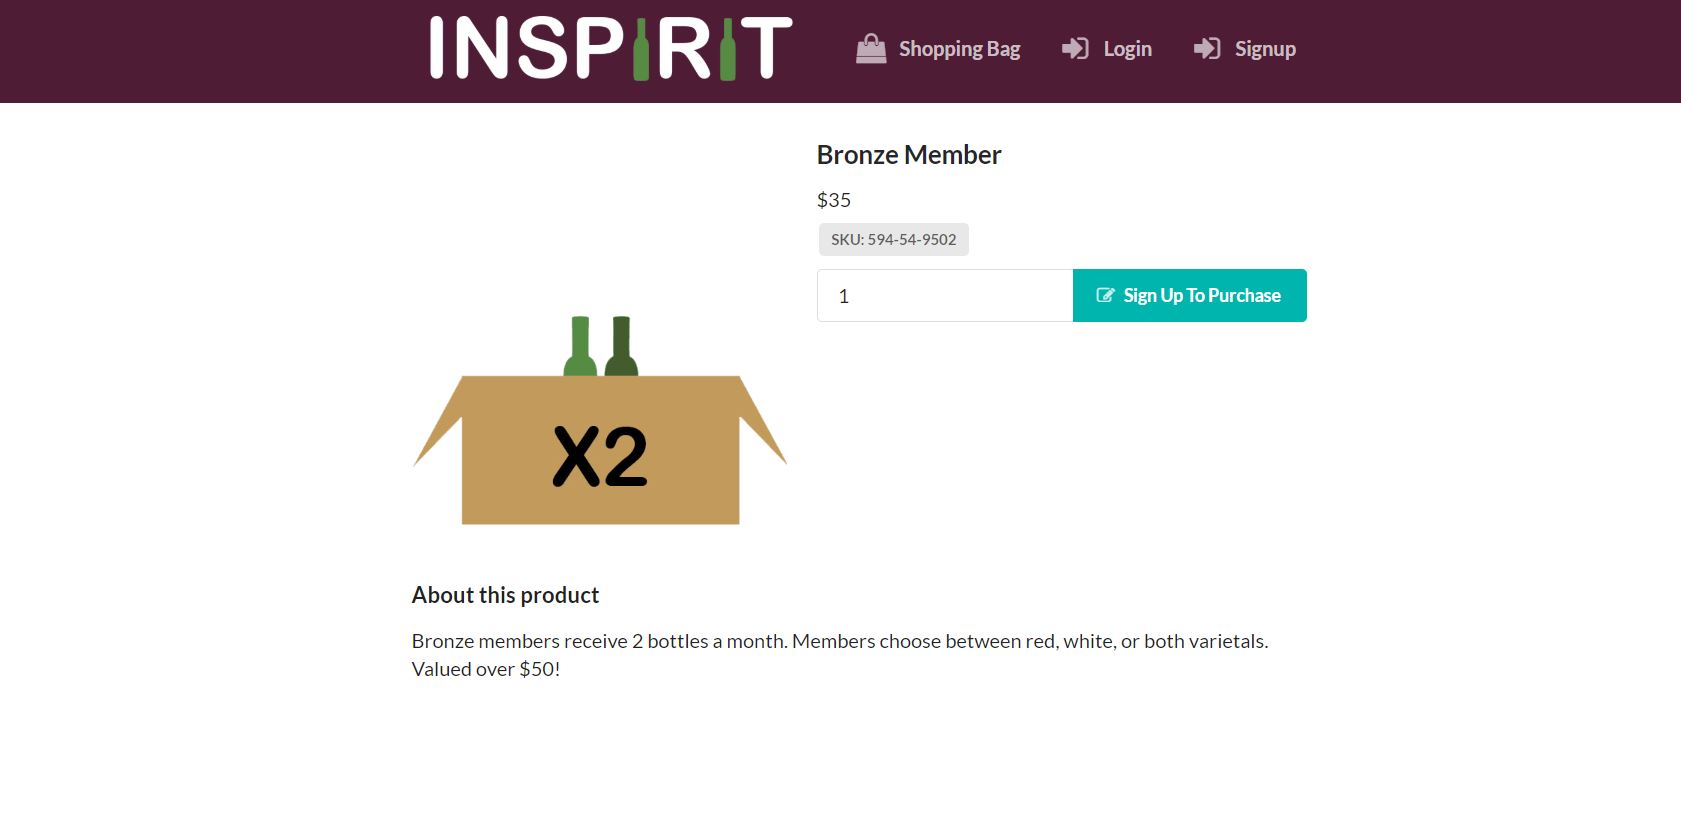 INSPIRIT
Shopping Bag
Login
Signup
Bronze Member
$35
SKU: 594-54-9502
1
Sign Up To Purchase
X2
About this product
Bronze members receive 2 bottles a month. Members choose between red, white, or both varietals.
Valued over $50!